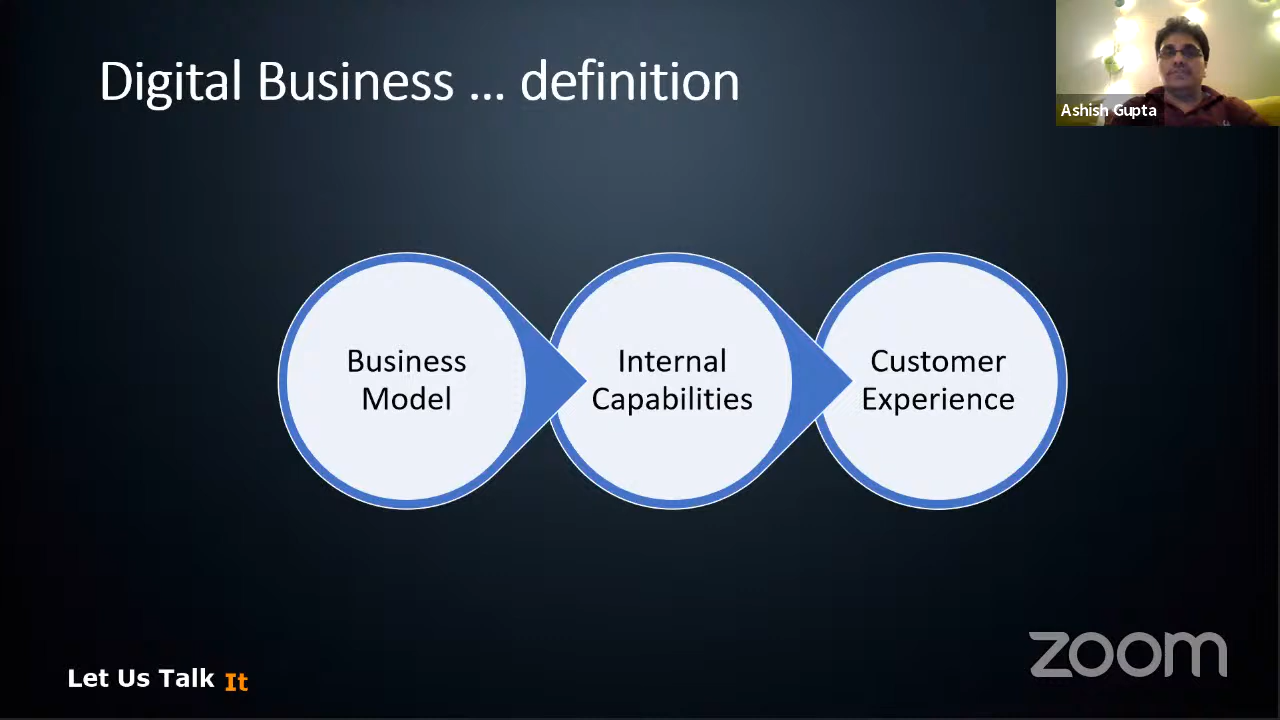 Digital Business ... definition
Ashish Gupta
Business
Model
Internal
Capabilities
Customer
Experience
Let Us Talk It
zoom